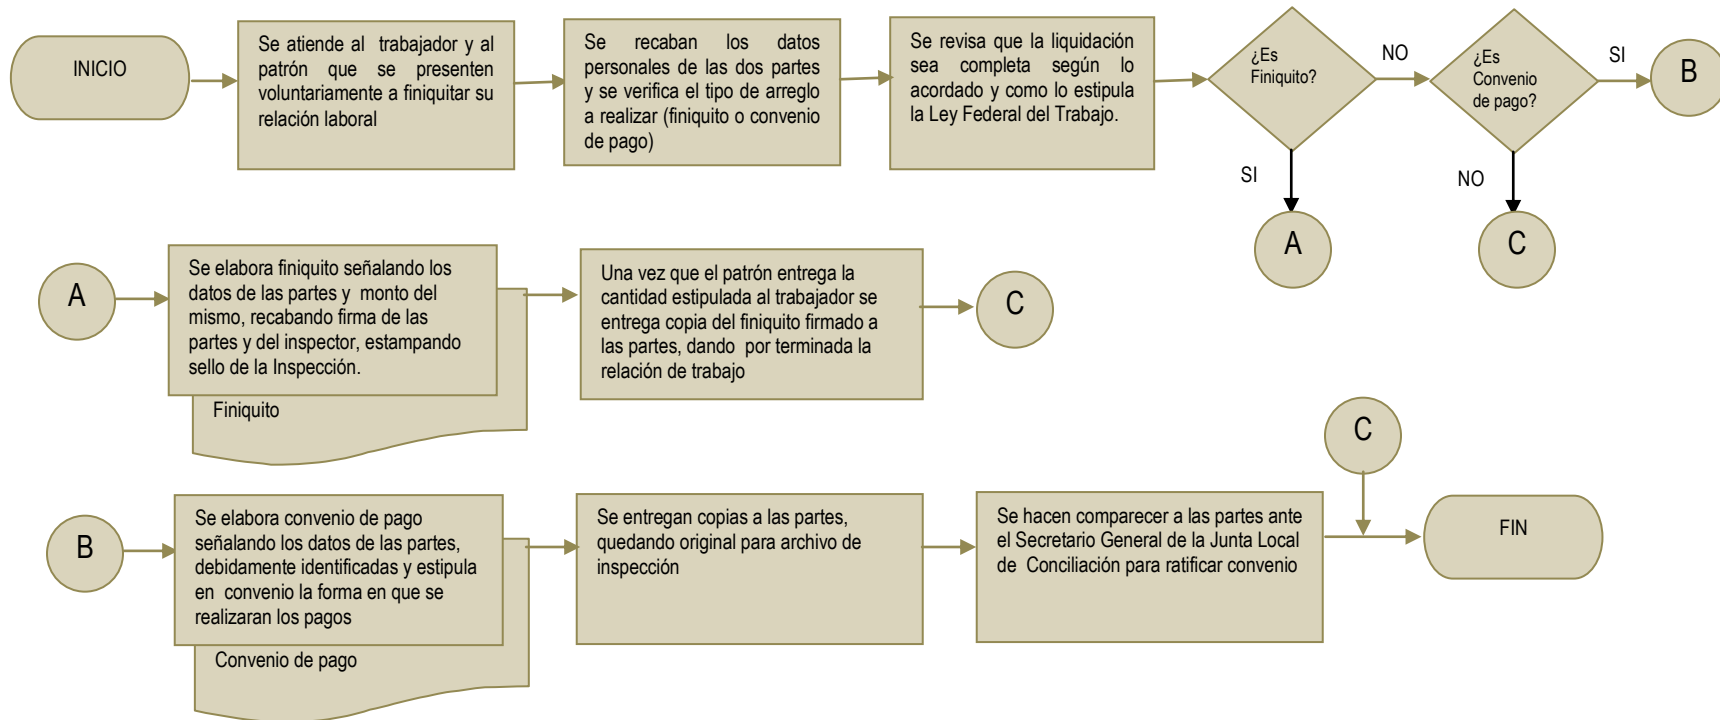 INICIO
Se atiende al trabajador y al
patrón que se presenten
voluntariamente a finiquitar su
relación laboral
Se recaban los datos
personales de las dos partes
y se verifica el tipo de arreglo
a realizar (finiquito o convenio
de pago)
Se revisa que la liquidación
sea completa según lo
acordado y como lo estipula
la Ley Federal del Trabajo.
¿Es
Finiquito?
NO
¿Es
Convenio
de pago?
SI
B
SI
NO
A
C
A
Se elabora finiquito señalando los
datos de las partes y monto del
mismo, recabando firma de las
partes y del inspector, estampando
sello de la Inspección.
Finiquito
Una vez que el patrón entrega la
cantidad estipulada al trabajador se
entrega copia del finiquito firmado a
las partes, dando por terminada la
relación de trabajo
C
C
B
Se elabora convenio de pago
señalando los datos de las partes,
debidamente identificadas y estipula
en convenio la forma en que se
realizaran los pagos
Convenio de pago
Se entregan copias a las partes,
quedando original para archivo de
inspección
Se hacen comparecer a las partes ante
el Secretario General de la Junta Local
de Conciliación para ratificar convenio
FIN